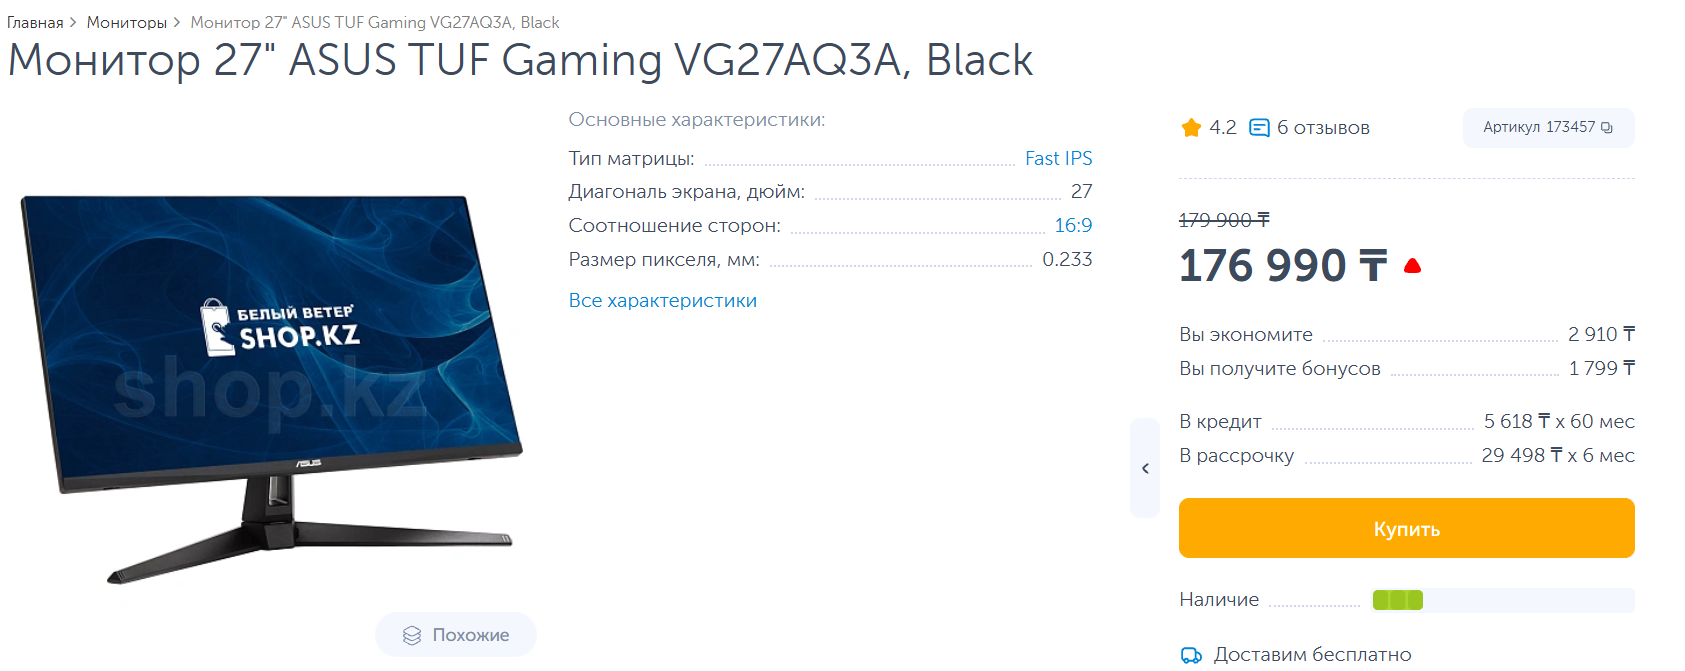 Главная > Мониторы > Монитор 27" ASUS TUF Gaming VG27AQ3A, Black
Монитор 27" ASUS TUF Gaming VG27AQ3A, Black
БЕЛЫЙ ВЕТЕР
SHOP.KZ
shop.kz
ASUS
Похожие
Основные характеристики:
Тип матрицы: Fast IPS
Диагональ экрана, дюйм: 27
Соотношение сторон: 16:9
Размер пикселя, мм: 0.233
Все характеристики
4.2 6 отзывов Артикул 173457
179 900 ₸
176 990 ₸
Вы экономите 2 910 ₸
Вы получите бонусов 1 799 ₸
В кредит 5 618 ₸ x 60 мес
В рассрочку 29 498 ₸ x 6 мес
Купить
Наличие
Доставим бесплатно